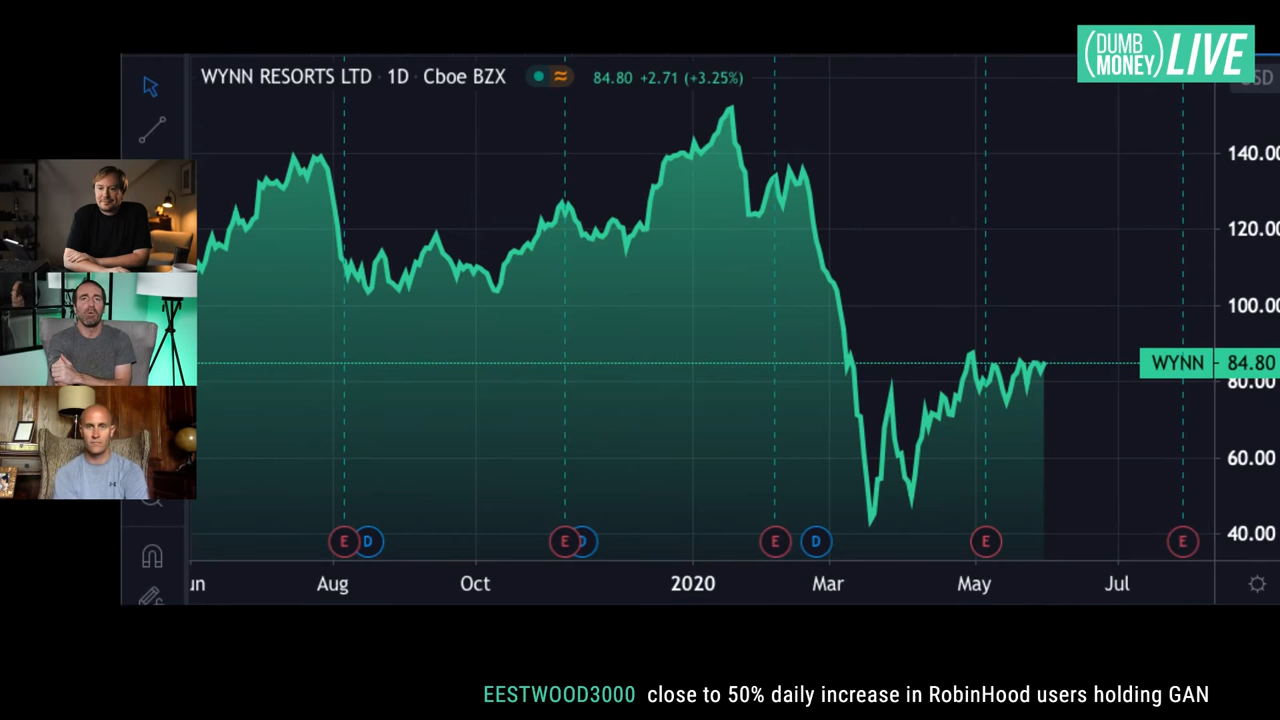 (DUMB
MONEY) LIVE
WYNN RESORTS LTD · 1D · Cboe BZX 84.80 +2.71 (+3.25%)
SD
140.00
120.00
100.00
WYNN 84.80
80.00
60.00
40.00
E D E D E D E E
un Aug Oct 2020 Mar May Jul
EESTWOOD3000 close to 50% daily increase in RobinHood users holding GAN